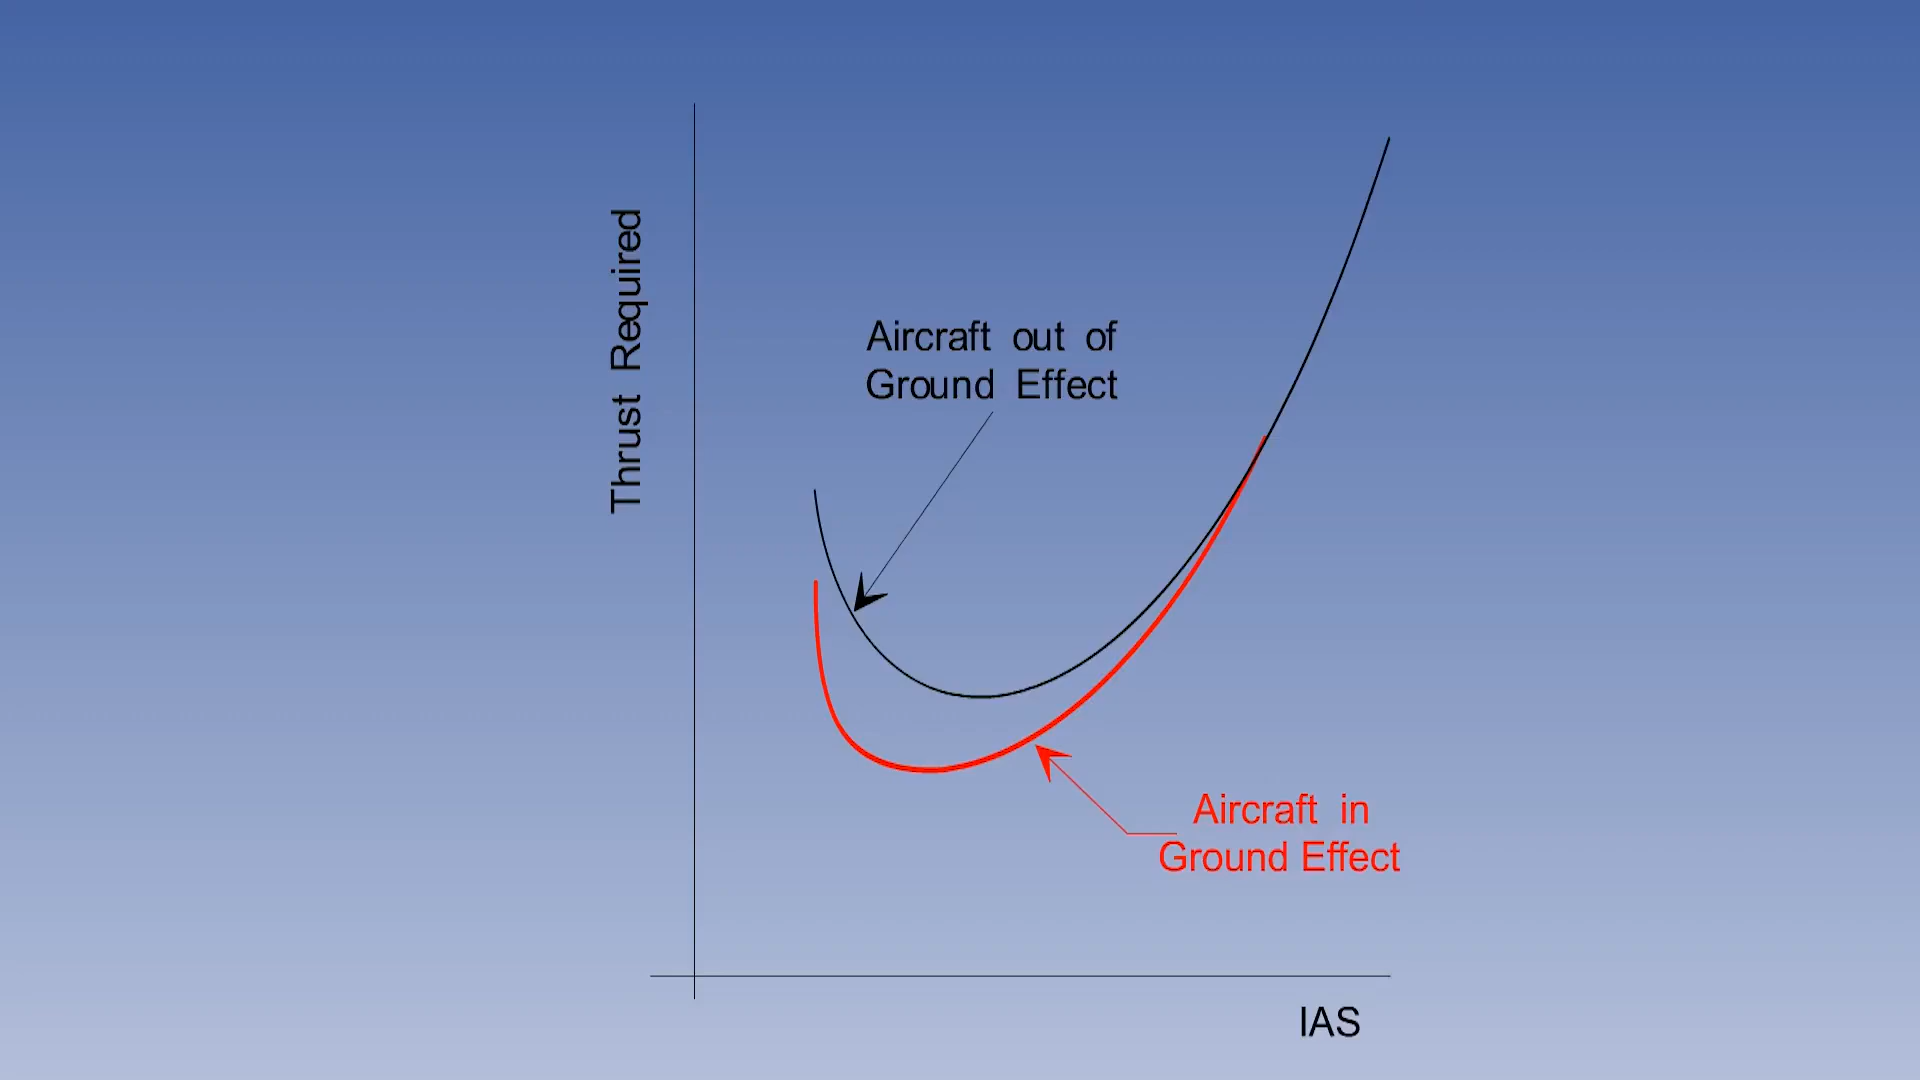 Thrust Required
Aircraft out of
Ground Effect
Aircraft in
Ground Effect
IAS